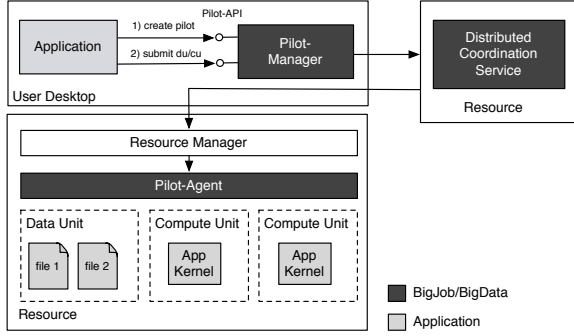 Pilot-API
1) create pilot
Application
2) submit du/cu
Pilot-
Manager
User Desktop
Distributed
Coordination
Service
Resource
Resource Manager
Pilot-Agent
Data Unit
file 1
file 2
Compute Unit
App
Kernel
Compute Unit
App
Kernel
Resource
BigJob/BigData
Application